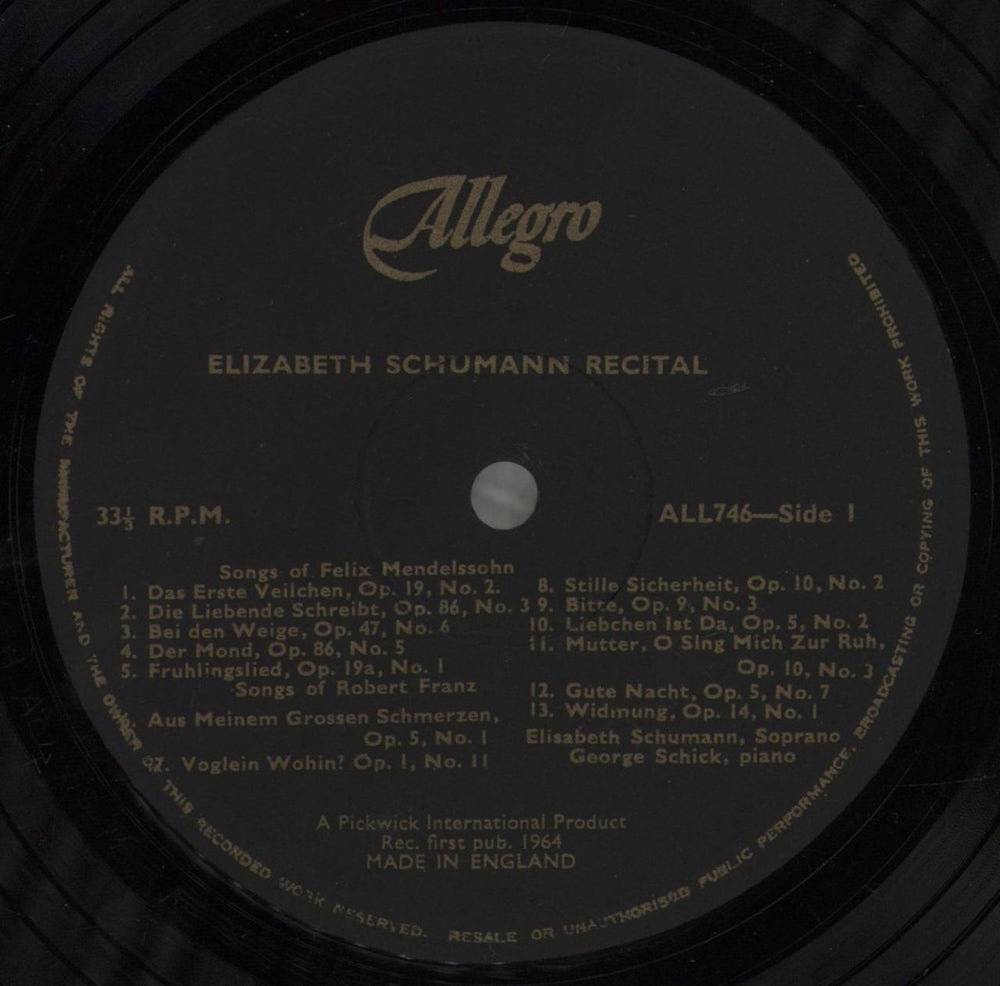 Allegro
ELIZABETH SCHUMANN RECITAL
33⅓ R.P.M.
ALL746—Side 1
Songs of Felix Mendelssohn
1. Das Erste Veilchen, Op. 19, No. 2.
2. Die Liebende Schreibt, Op. 86, No. 3
3. Bei den Weige, Op. 47, No. 6
4. Der Mond, Op. 86, No. 5
5. Fruhlingslied, Op. 19a, No. 1
Songs of Robert Franz
Aus Meinem Grossen Schmerzen,
Op. 5, No. 1
7. Voglein Wohin? Op. 1, No. 11
8. Stille Sicherheit, Op. 10, No. 2
9. Bitte, Op. 9, No. 3
10. Liebchen Ist Da, Op. 5, No. 2
11. Mutter, O Sing Mich Zur Ruh,
Op. 10, No. 3
12. Gute Nacht, Op. 5, No. 7
13. Widmung, Op. 14, No. 1
Elisabeth Schumann, Soprano
George Schick, piano
A Pickwick International Product
Rec. first pub. 1964
MADE IN ENGLAND
ALL RIGHTS OF THE MANUFACTURER AND THE OWNER OF THIS RECORDED WORK RESERVED. RESALE OR UNAUTHORISED PUBLIC PERFORMANCE, BROADCASTING OR COPYING OF THIS WORK PROHIBITED